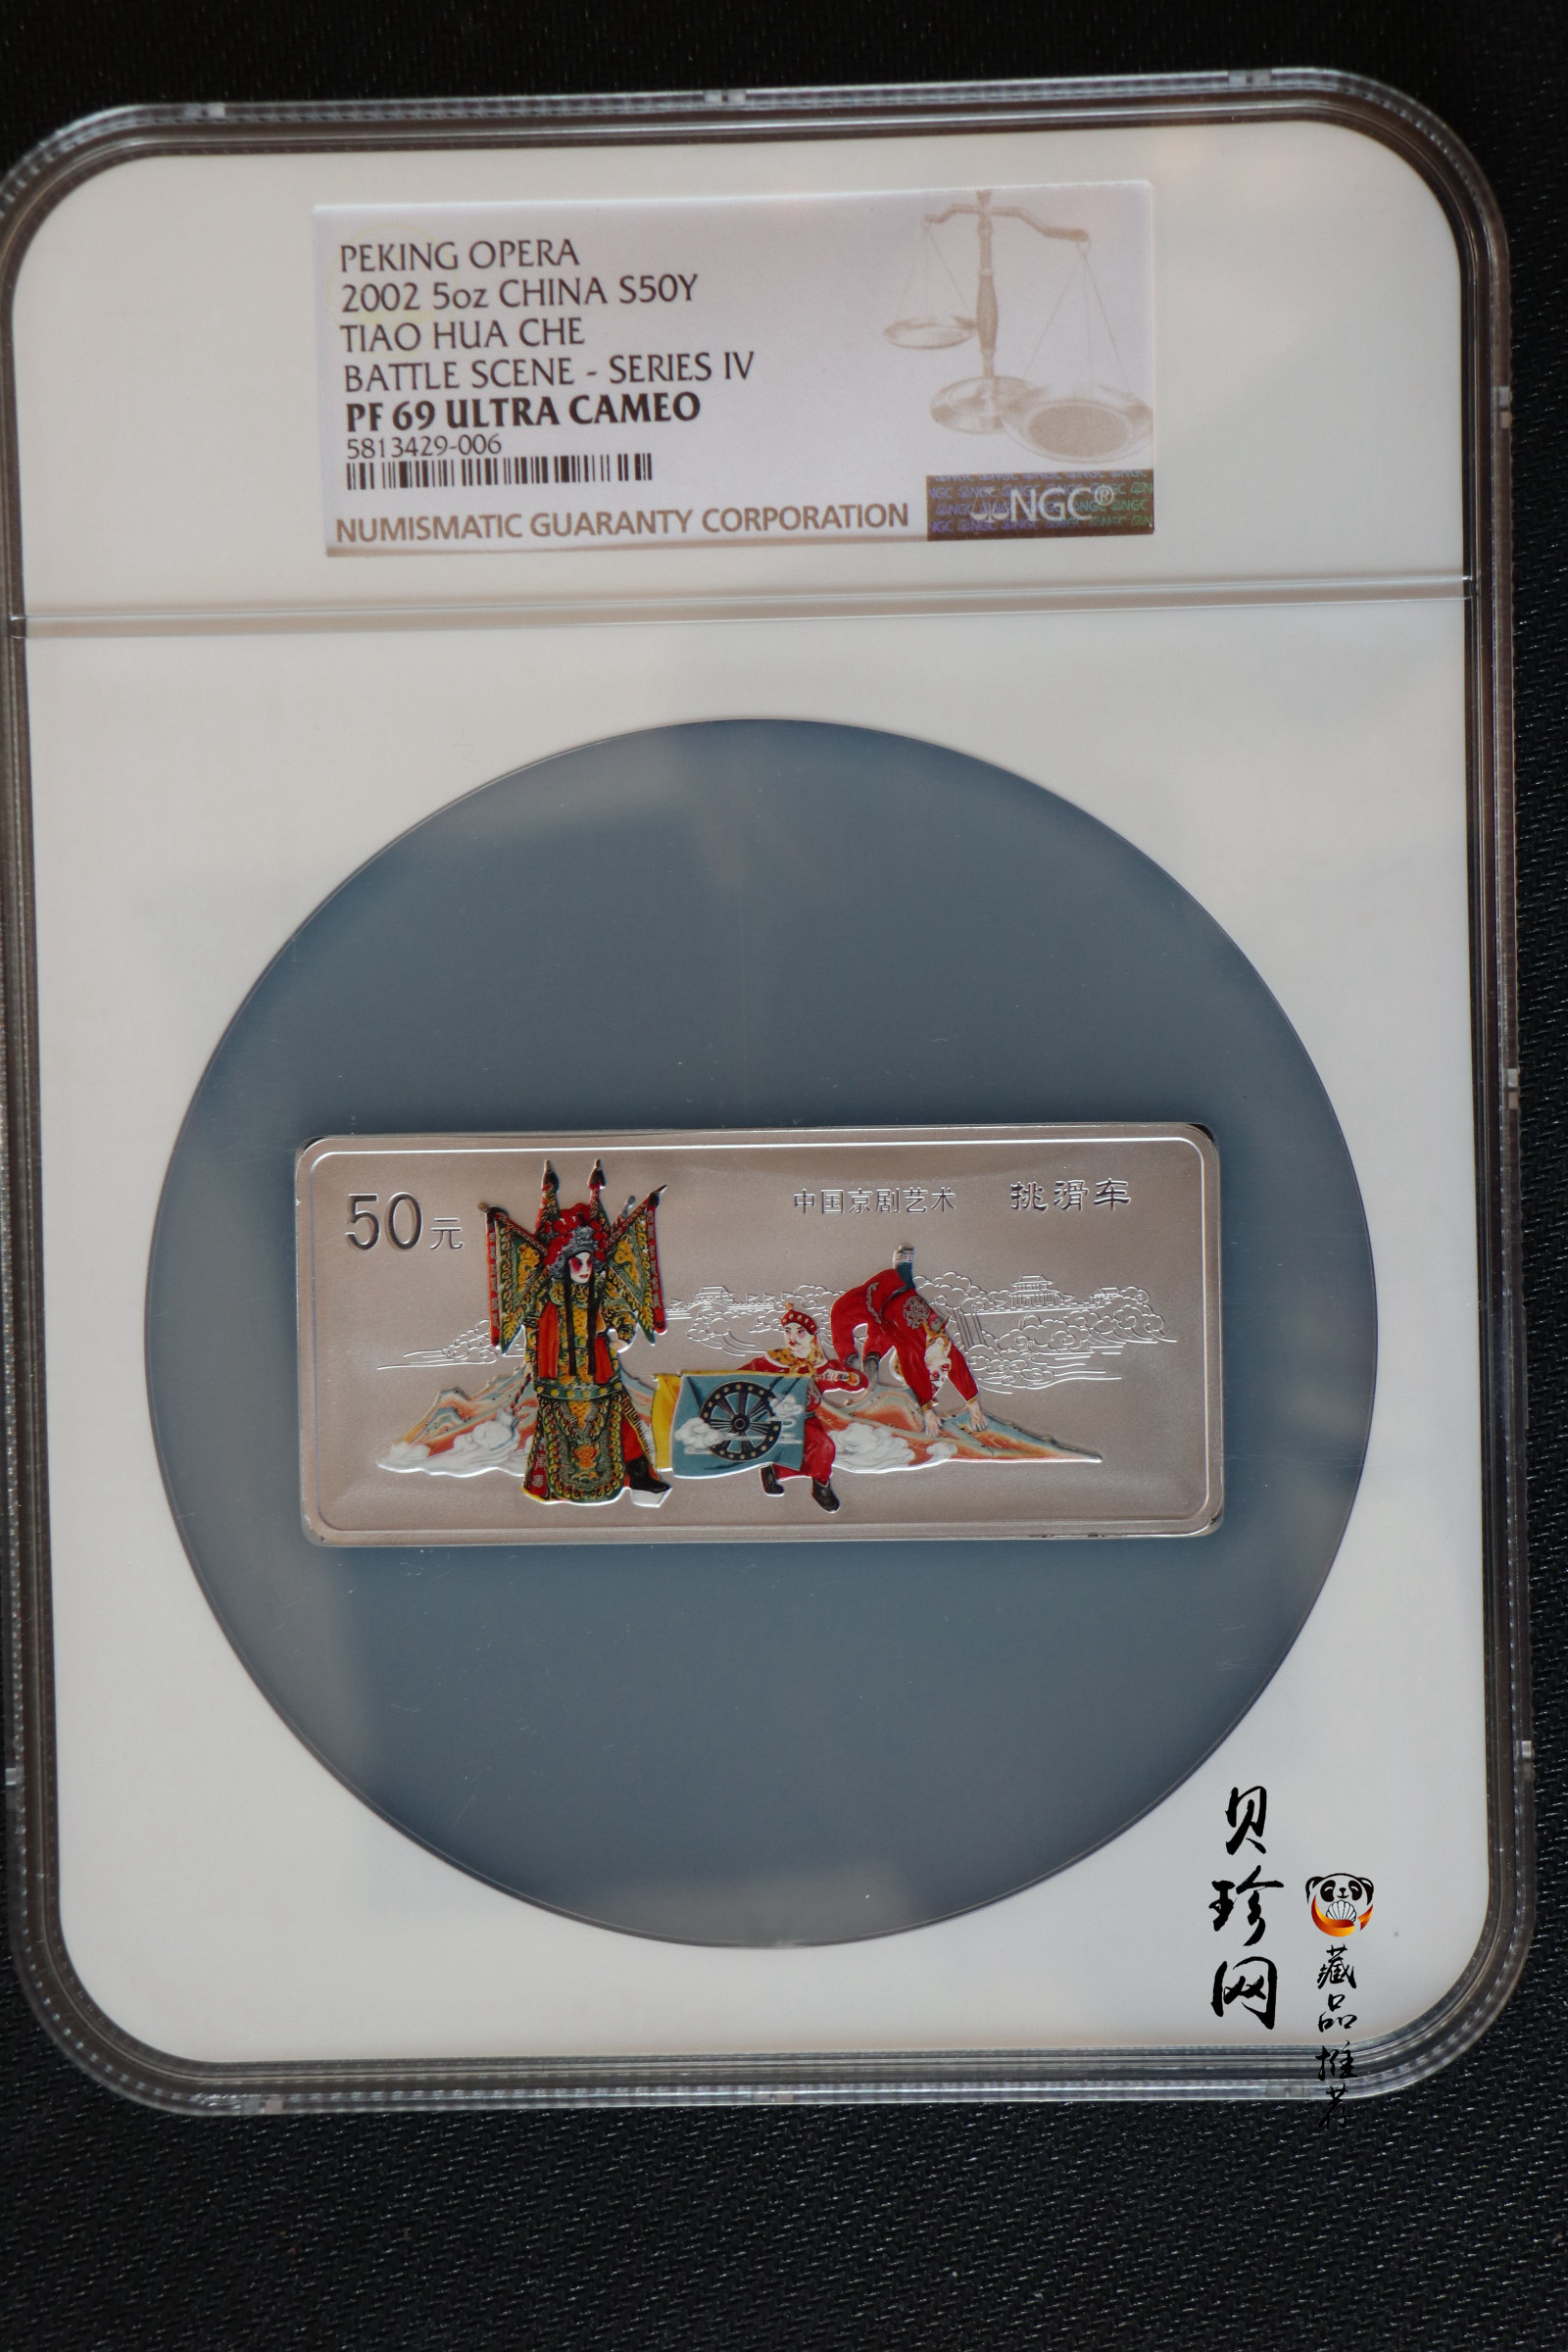 PEKING OPERA
2002 5oz CHINA S50Y
TIAO HUA CHE
BATTLE SCENE - SERIES IV
PF 69 ULTRA CAMEO
5813429-006
NUMISMATIC GUARANTY CORPORATION
NGC®
50元
中国京剧艺术 挑滑车
贝珍网
藏品推荐